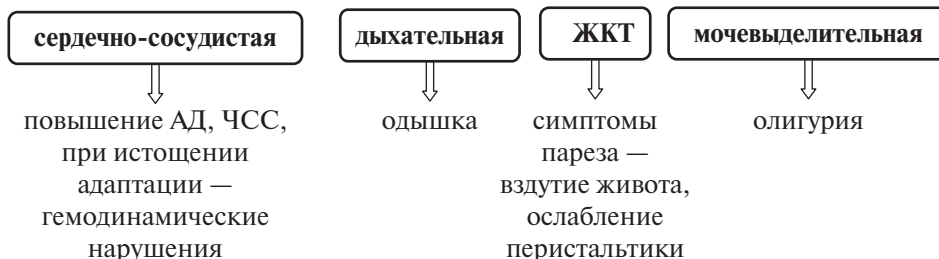 сердечно-сосудистая
дыхательная
ЖКТ
мочевыделительная
повышение АД, ЧСС,
при истощении
адаптации —
гемодинамические
нарушения
одышка
симптомы
пареза —
вздутие живота,
ослабление
перистальтики
олигурия